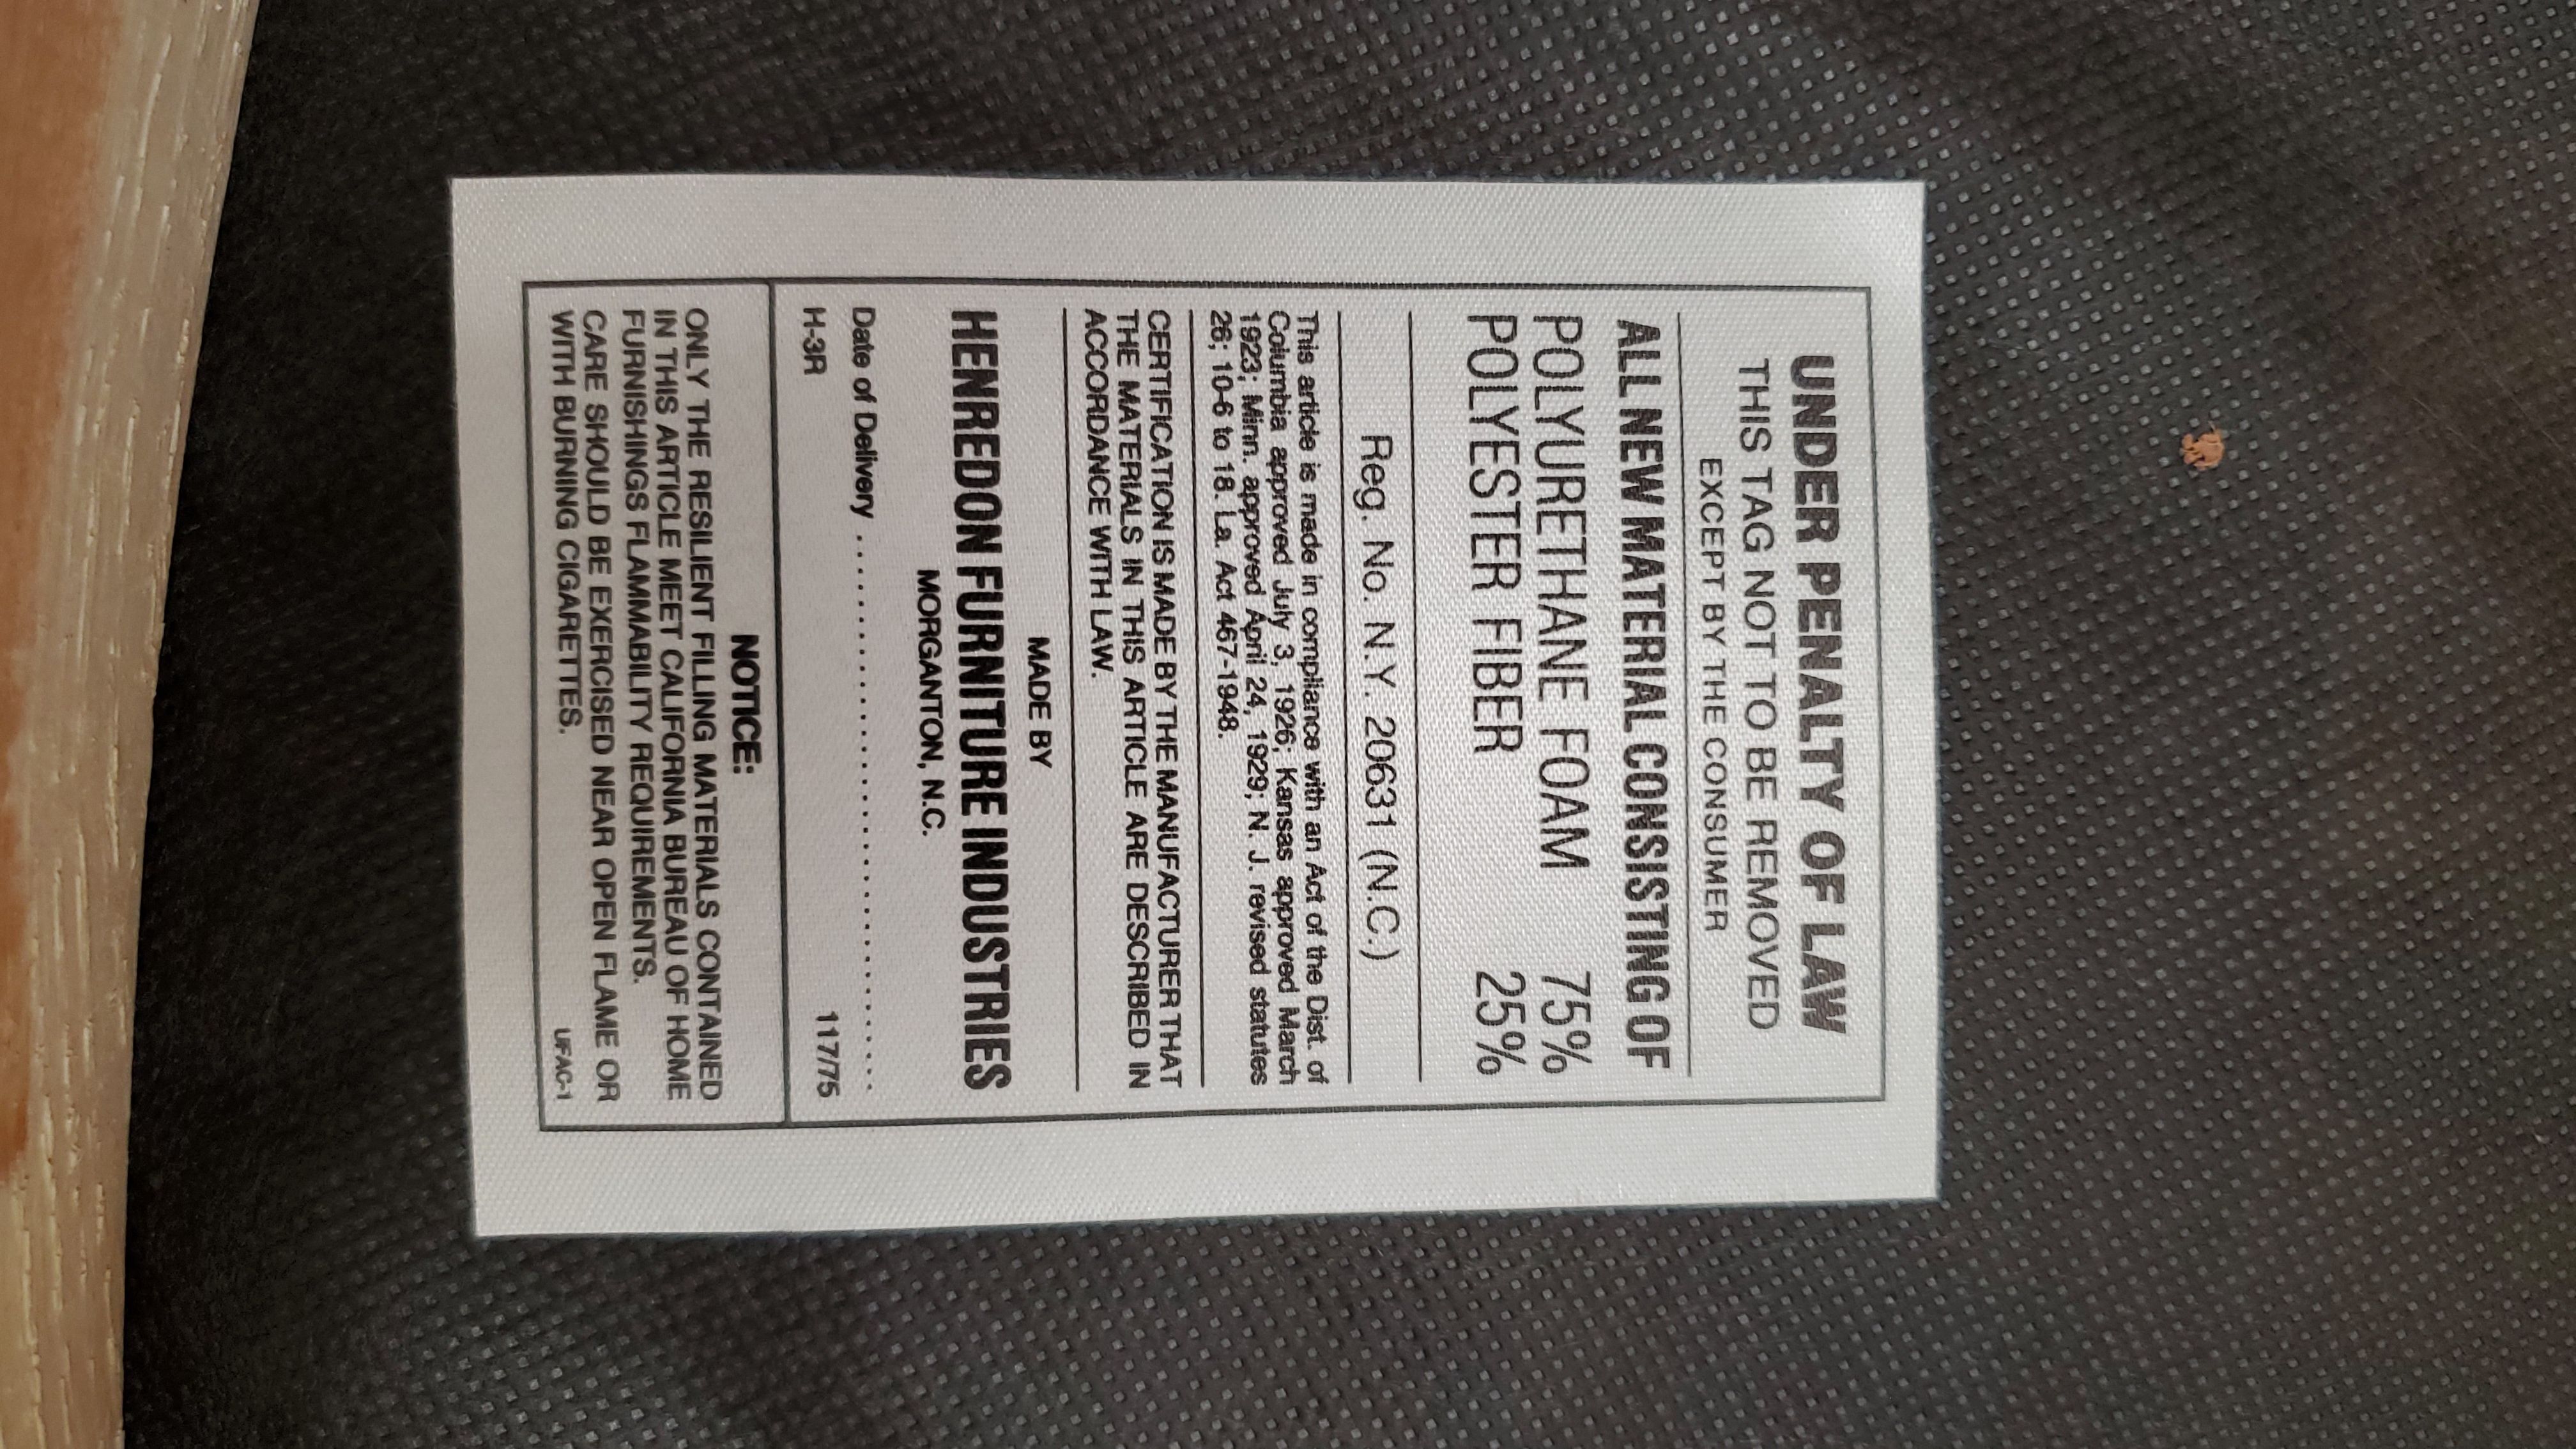 UNDER PENALTY OF LAW
THIS TAG NOT TO BE REMOVED
EXCEPT BY THE CONSUMER
ALL NEW MATERIAL CONSISTING OF
POLYURETHANE FOAM 75%
POLYESTER FIBER 25%
Reg. No. N.Y. 20631 (N.C.)
This article is made in compliance with an Act of the Dist. of
Columbia approved July 3, 1926; Kansas approved March
1923; Minn. approved April 24, 1929; N. J. revised statutes
26; 10-6 to 18. La. Act 467-1948.
CERTIFICATION IS MADE BY THE MANUFACTURER THAT
THE MATERIALS IN THIS ARTICLE ARE DESCRIBED IN
ACCORDANCE WITH LAW.
MADE BY
HENREDON FURNITURE INDUSTRIES
MORGANTON, N.C.
Date of Delivery ........................................
H-3R 117/75
NOTICE:
ONLY THE RESILIENT FILLING MATERIALS CONTAINED
IN THIS ARTICLE MEET CALIFORNIA BUREAU OF HOME
FURNISHINGS FLAMMABILITY REQUIREMENTS.
CARE SHOULD BE EXERCISED NEAR OPEN FLAME OR
WITH BURNING CIGARETTES. UFAC-1